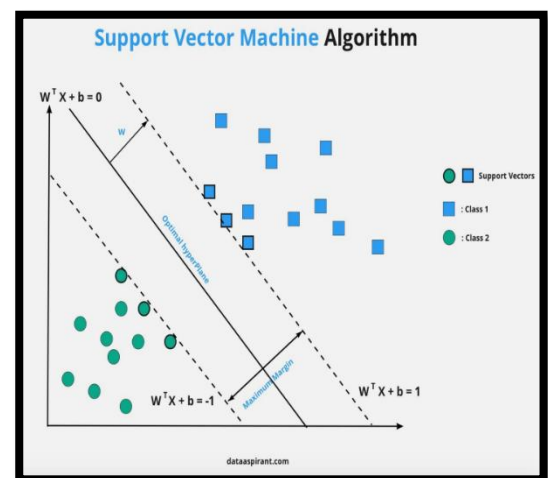 Support Vector Machine Algorithm
W^T X + b = 0
W
Optimal hyperPlane
Support Vectors
: Class 1
: Class 2
W^T X + b = -1
Maximum Margin
W^T X + b = 1
dataaspirant.com